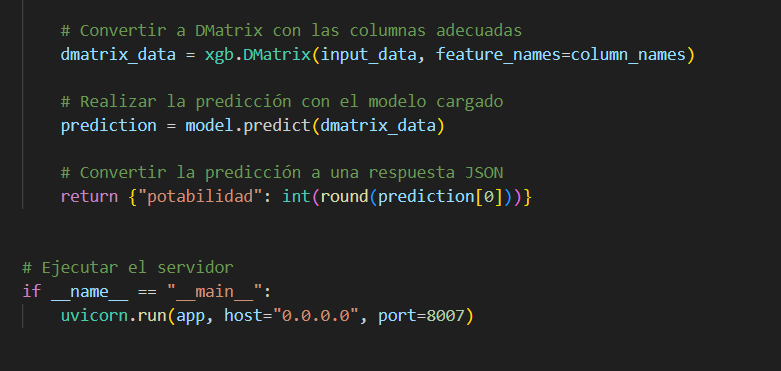 # Convertir a DMatrix con las columnas adecuadas
dmatrix_data = xgb.DMatrix(input_data, feature_names=column_names)
# Realizar la predicción con el modelo cargado
prediction = model.predict(dmatrix_data)
# Convertir la predicción a una respuesta JSON
return {"potabilidad": int(round(prediction[0]))}
# Ejecutar el servidor
if __name__ == "__main__":
uvicorn.run(app, host="0.0.0.0", port=8007)